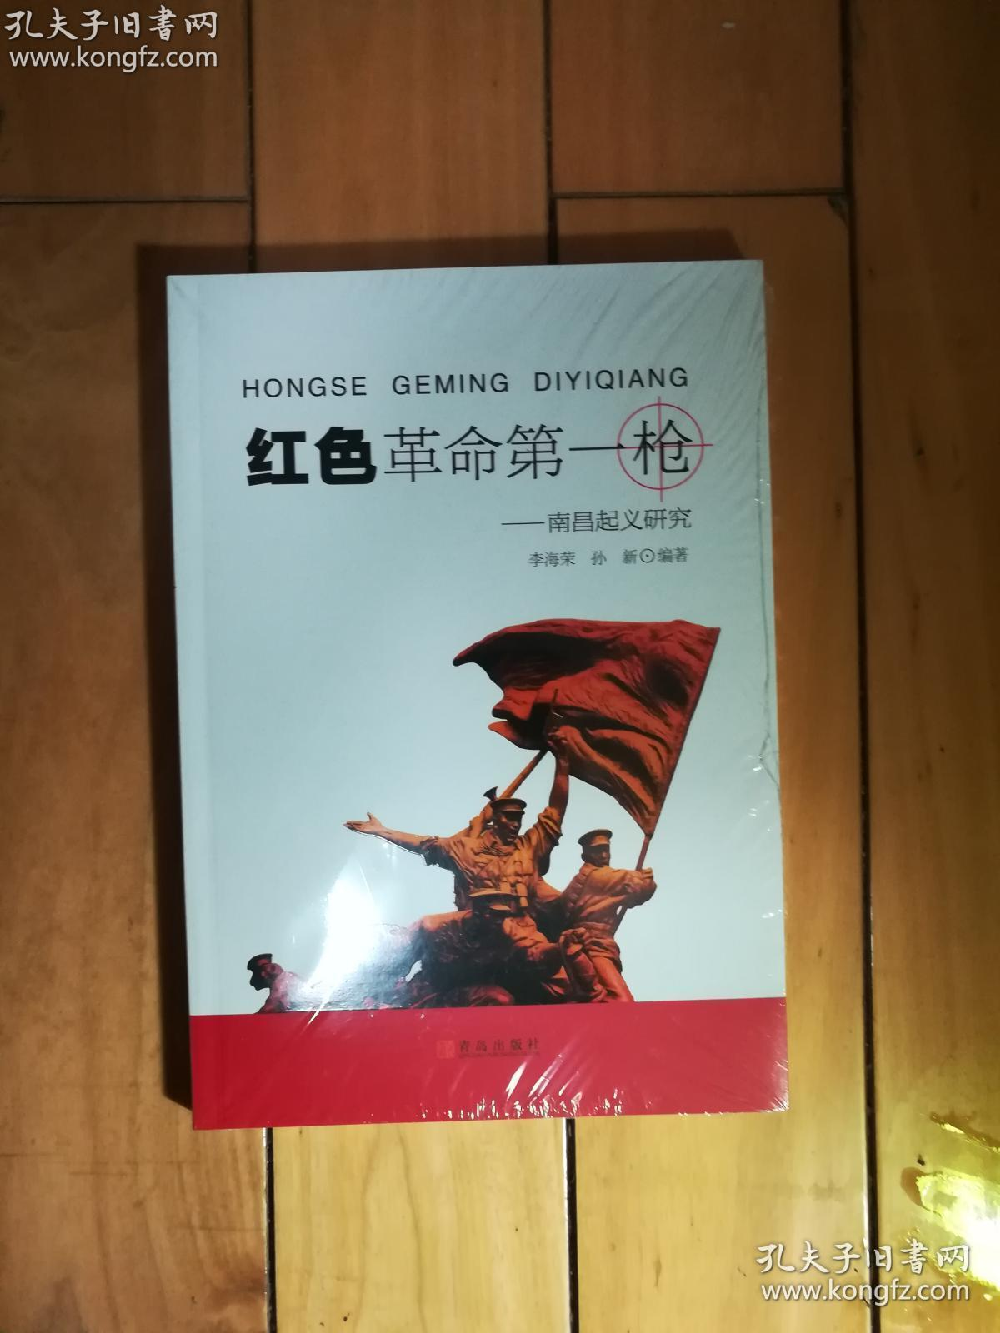 孔夫子旧書网
www.kongfz.com
HONGSE GEMING DIYIQIANG
红色革命第一枪
——南昌起义研究
李海荣 孙 新⊙编著
青岛出版社
孔夫子旧書网
www.kongfz.com